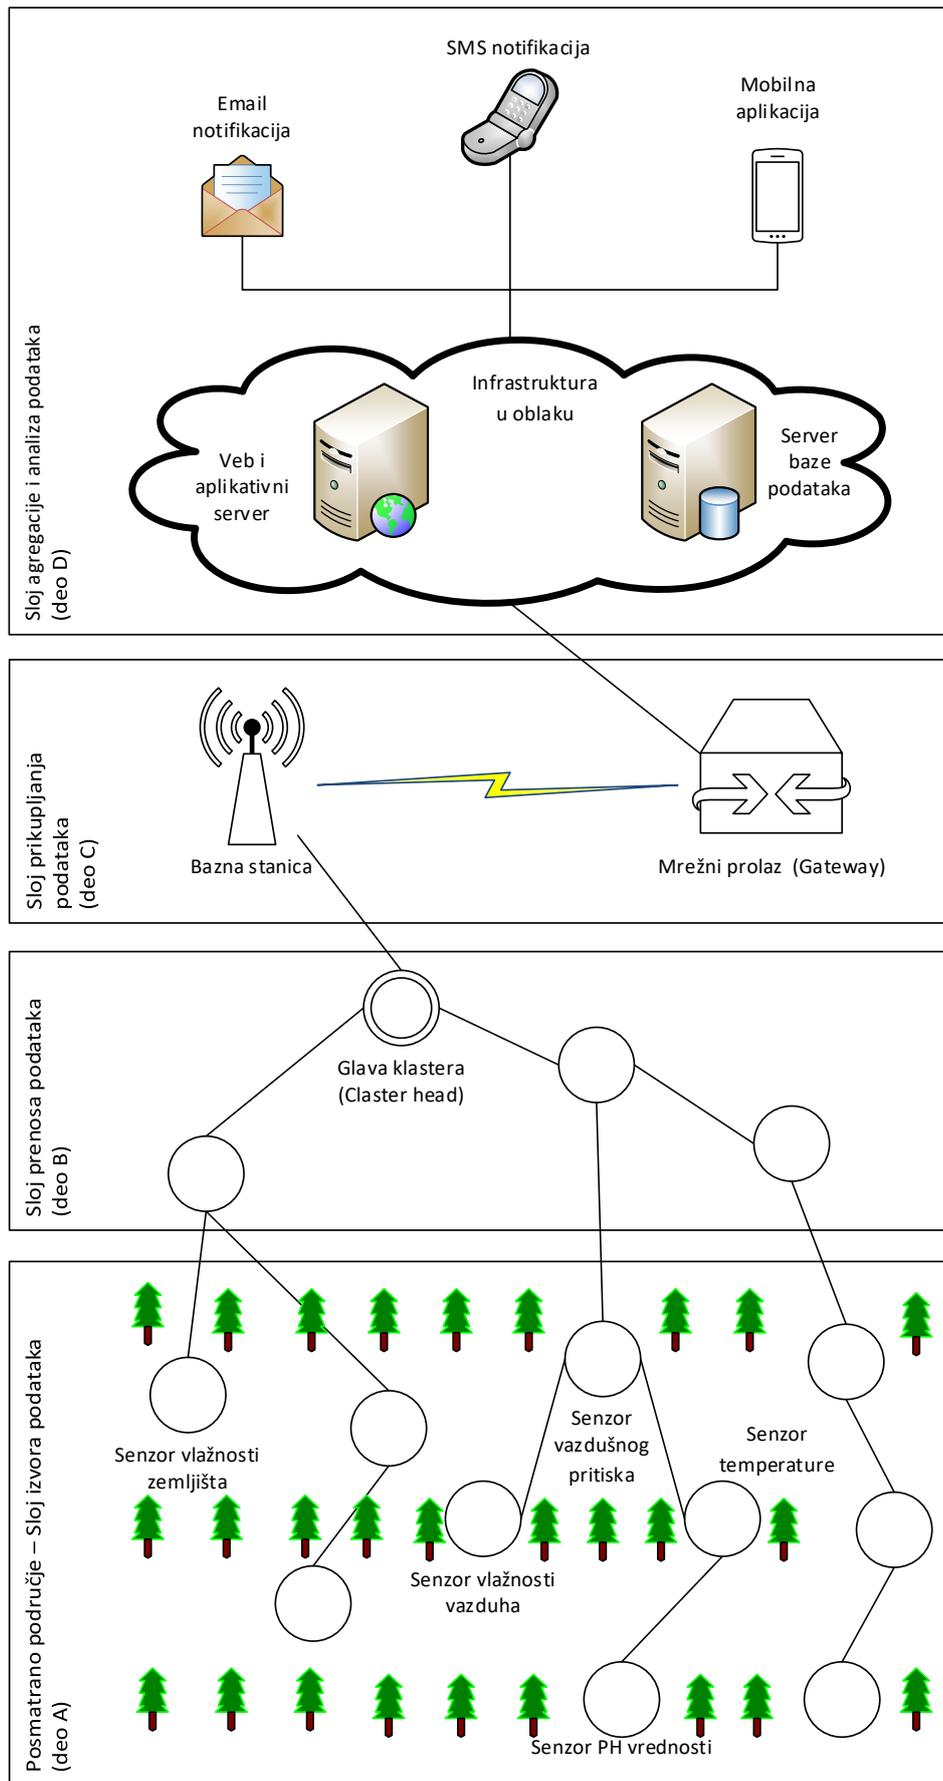 SMS notifikacija
Email
notifikacija
Mobilna
aplikacija
Sloj agregacije i analiza podataka
(deo D)
Infrastruktura
u oblaku
Veb i
aplikativni
server
Server
baze
podataka
Sloj prikupljanja
podataka
(deo C)
Bazna stanica
Mrežni prolaz (Gateway)
Sloj prenosa podataka
(deo B)
Glava klastera
(Claster head)
Posmatrano područje – Sloj izvora podataka
(deo A)
Senzor vlažnosti
zemljišta
Senzor
vazdušnog
pritiska
Senzor
temperature
Senzor vlažnosti
vazduha
Senzor PH vrednosti